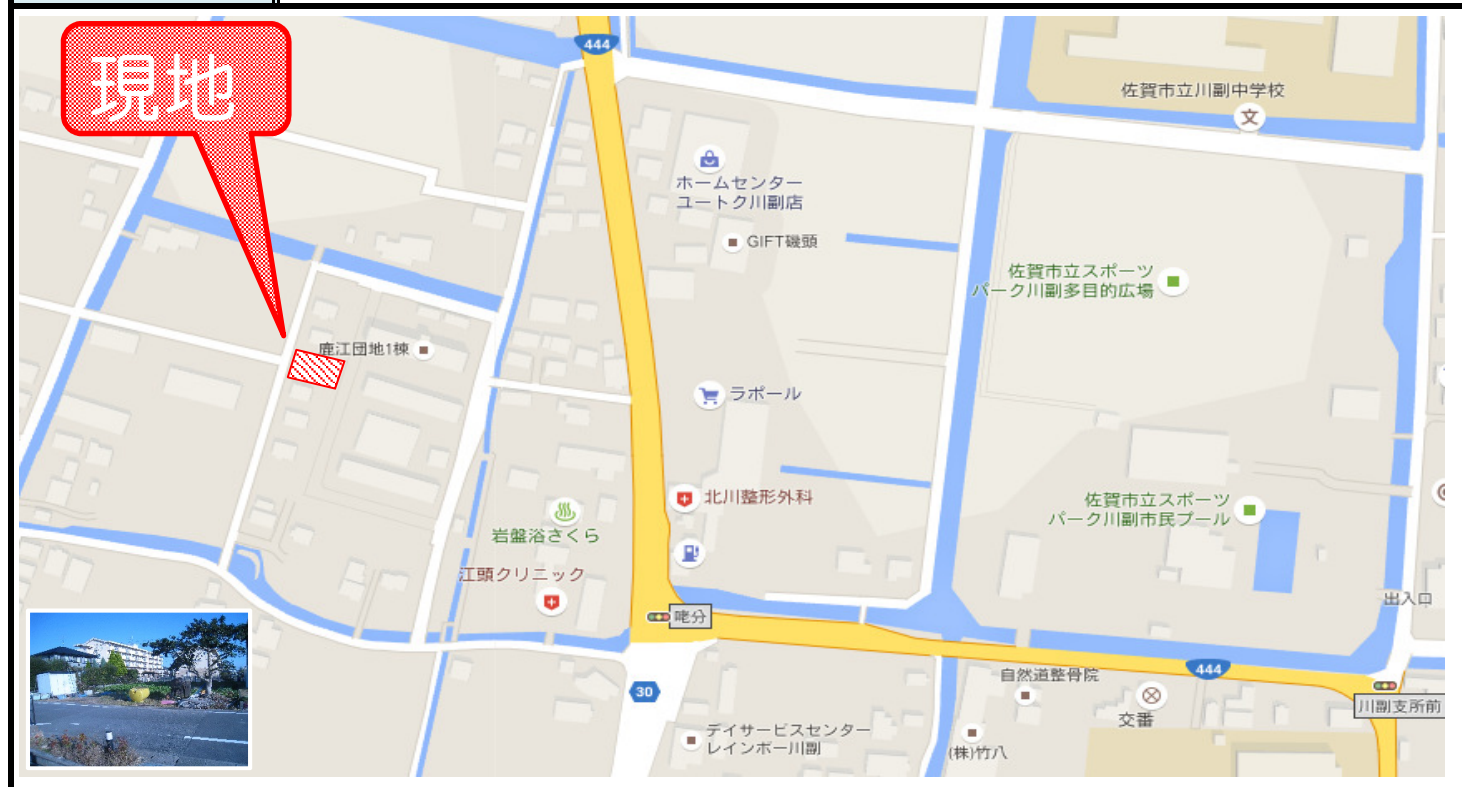 444
現地
佐賀市立川副中学校
文
ホームセンター
ユートク川副店
GIFT磯頭
佐賀市立スポーツ
パーク川副多目的広場
鹿江団地1棟
ラポール
北川整形外科
佐賀市立スポーツ
パーク川副市民プール
岩盤浴さくら
江頭クリニック
出入口
咾分
444
自然道整骨院
30
交番
川副支所前
デイサービスセンター
レインボー川副
(株)竹八